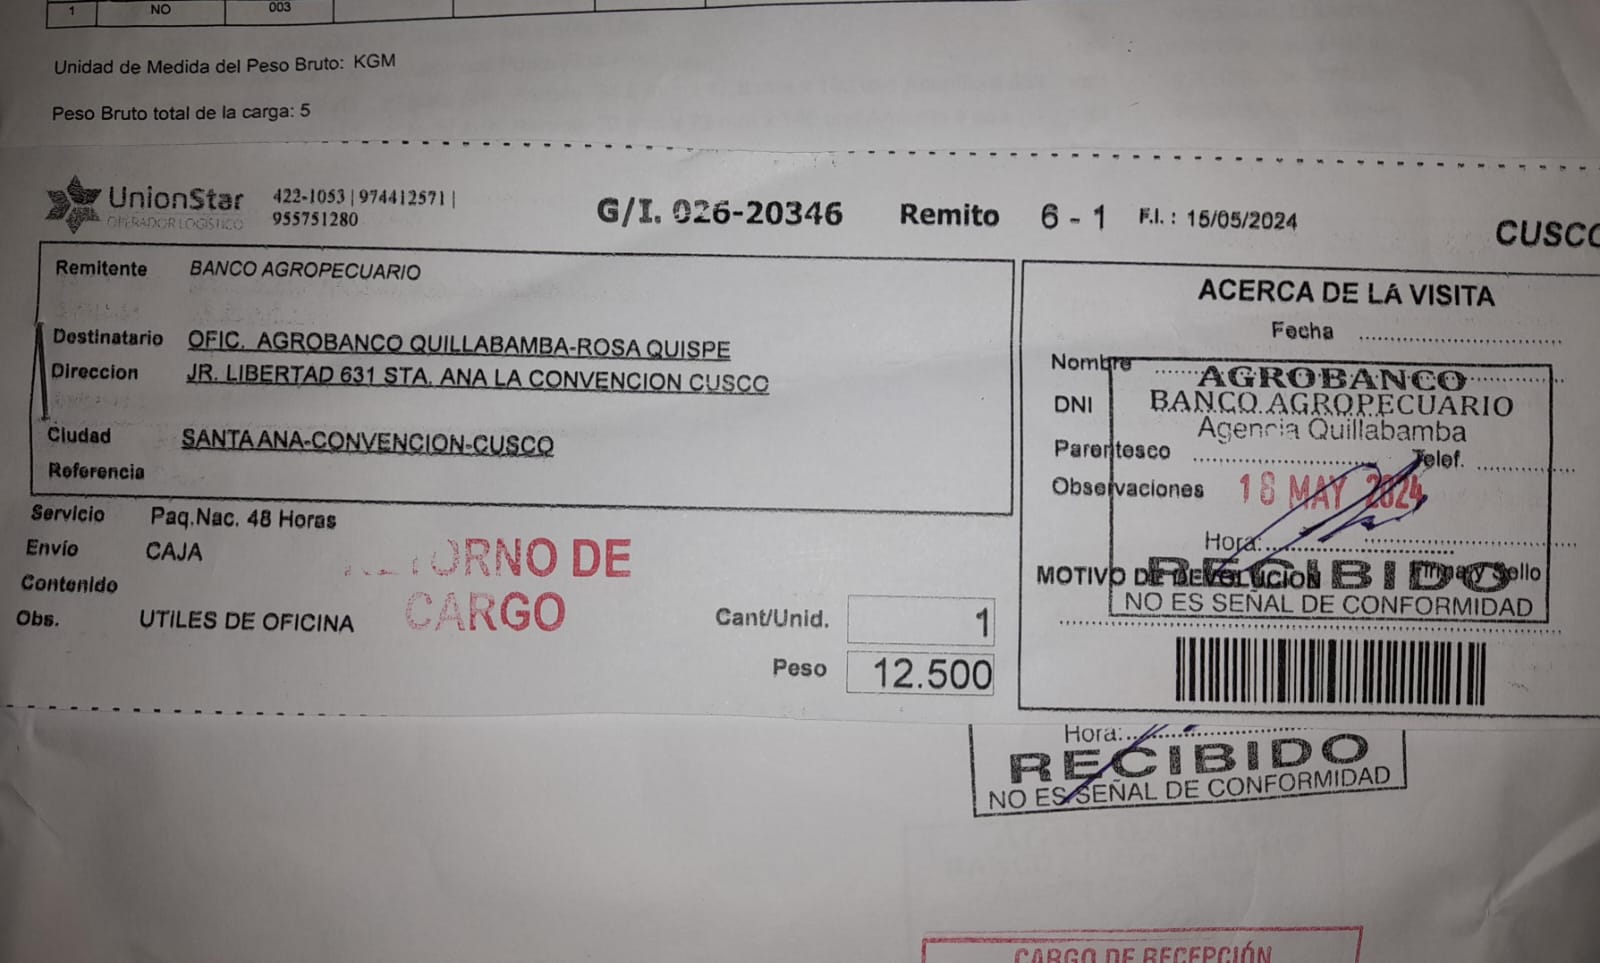 1 NO 003
Unidad de Medida del Peso Bruto: KGM
Peso Bruto total de la carga: 5
UnionStar 422-1053 | 974412571 |
OPERADOR LOGISTICO 955751280
G/I. 026-20346 Remito 6 - 1 F.I. : 15/05/2024 CUSCO
Remitente BANCO AGROPECUARIO
Destinatario OFIC. AGROBANCO QUILLABAMBA-ROSA QUISPE
Direccion JR. LIBERTAD 631 STA. ANA LA CONVENCION CUSCO
Ciudad SANTA ANA-CONVENCION-CUSCO
Referencia
Servicio Paq.Nac. 48 Horas
Envío CAJA
Contenido
Obs. UTILES DE OFICINA
RETORNO DE
CARGO
Cant/Unid. 1
Peso 12.500
ACERCA DE LA VISITA
Fecha
Nombre
DNI
Parentesco Telef.
Observaciones
MOTIVO DE DEVOLUCION Firma y Sello
AGROBANCO
BANCO AGROPECUARIO
Agencia Quillabamba
18 MAY 2024
Hora:
RECIBIDO
NO ES SEÑAL DE CONFORMIDAD
Hora:
RECIBIDO
NO ES SEÑAL DE CONFORMIDAD
CARGO DE RECEPCIÓN